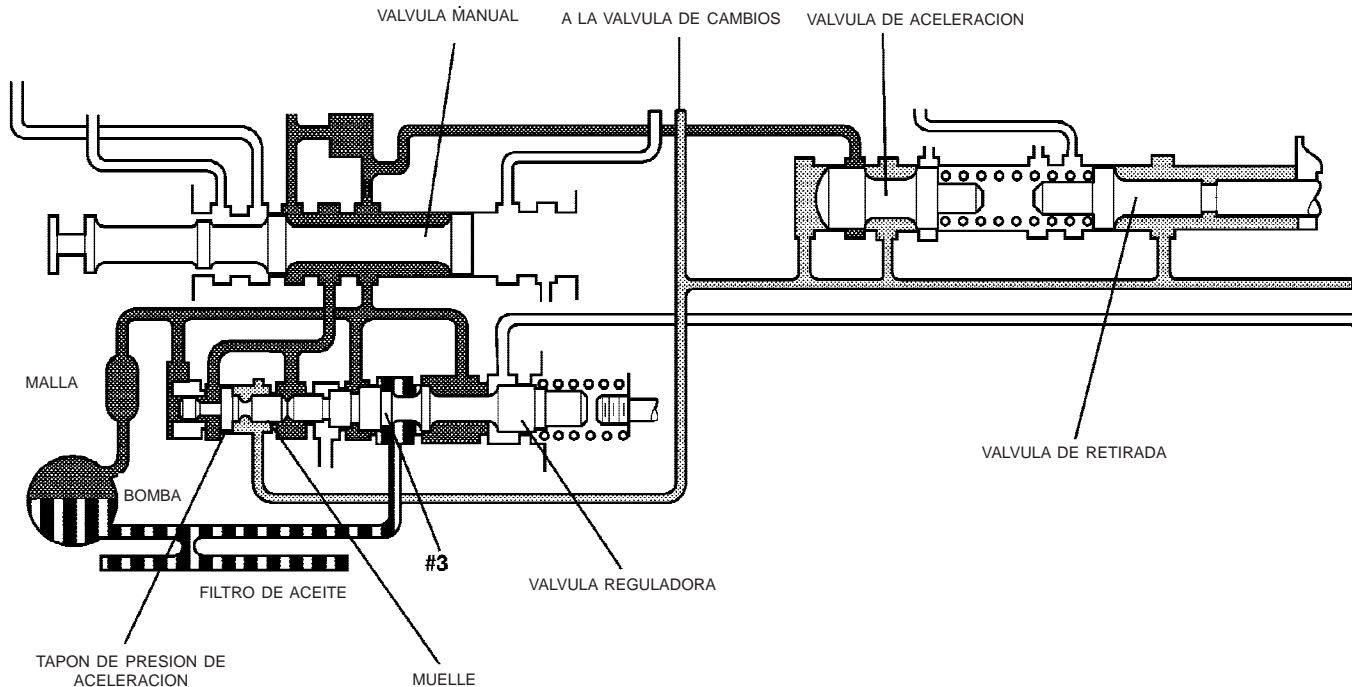 VALVULA MANUAL
A LA VALVULA DE CAMBIOS
VALVULA DE ACELERACION
MALLA
VALVULA DE RETIRADA
BOMBA
#3
VALVULA REGULADORA
FILTRO DE ACEITE
TAPON DE PRESION DE
ACELERACION
MUELLE